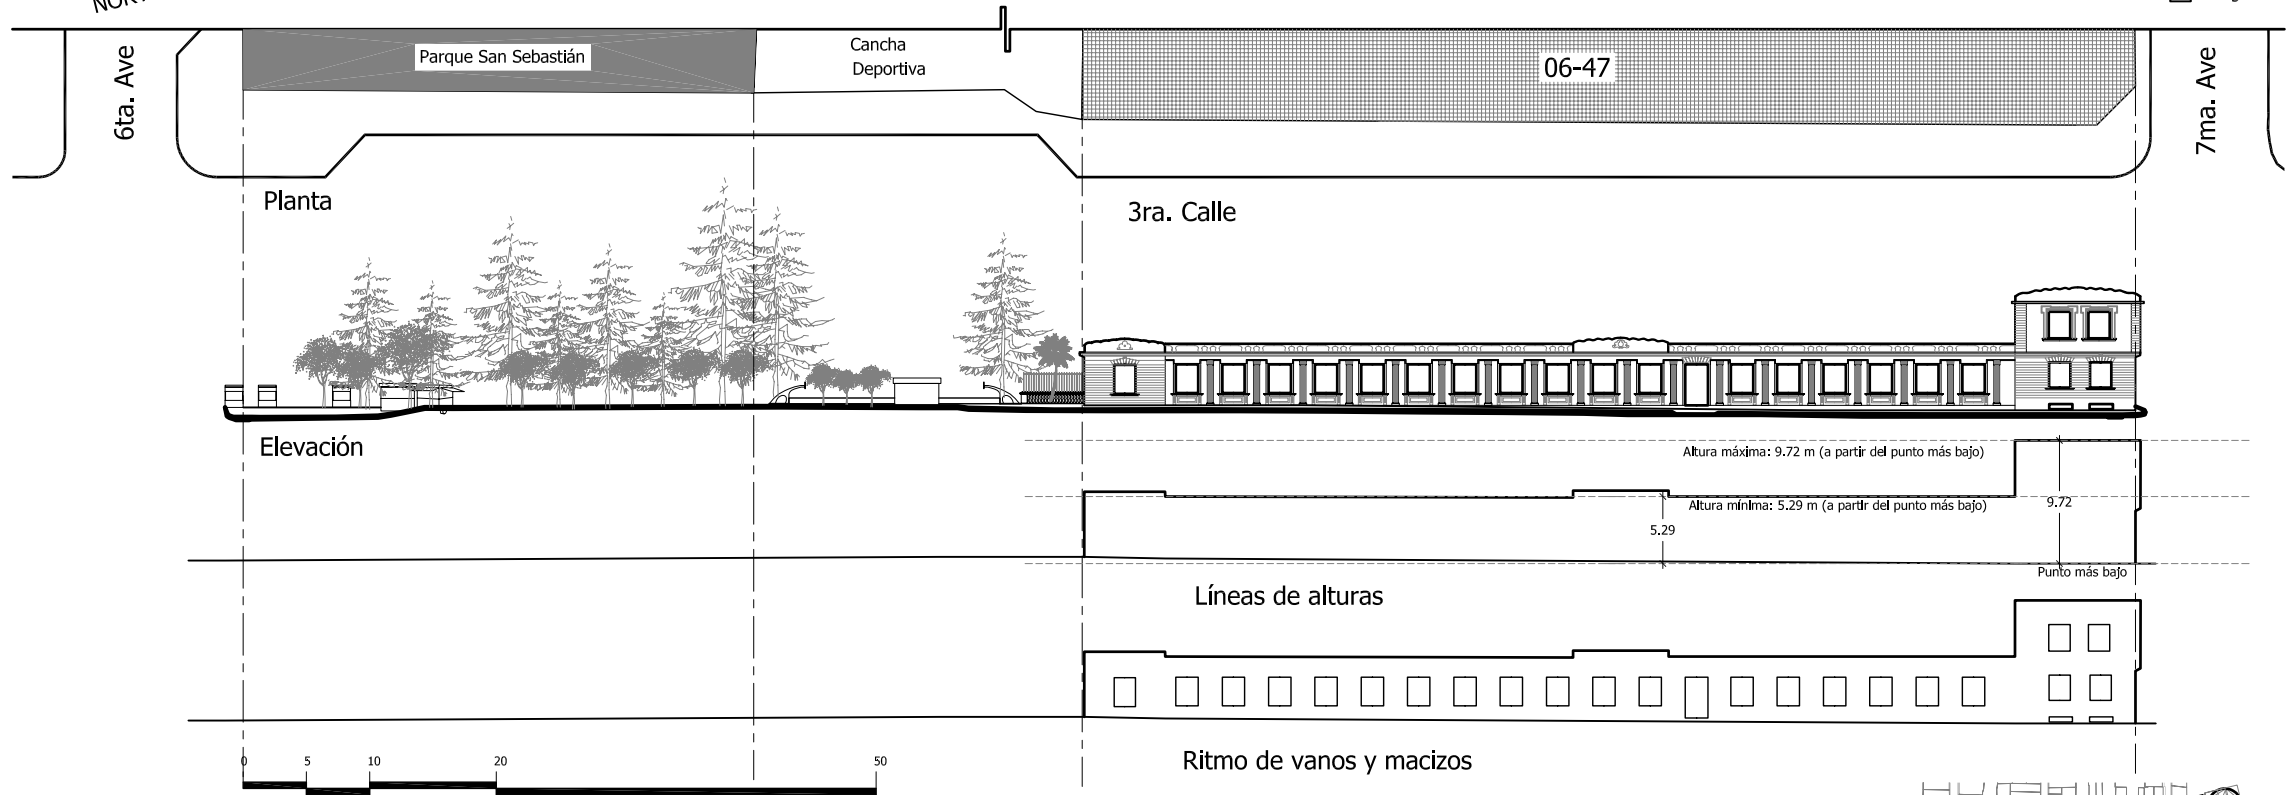 6ta. Ave
Parque San Sebastián
Cancha
Deportiva
06-47
7ma. Ave
Planta
3ra. Calle
Elevación
Altura máxima: 9.72 m (a partir del punto más bajo)
Altura mínima: 5.29 m (a partir del punto más bajo)
9.72
5.29
Punto más bajo
Líneas de alturas
Ritmo de vanos y macizos
0 5 10 20 50